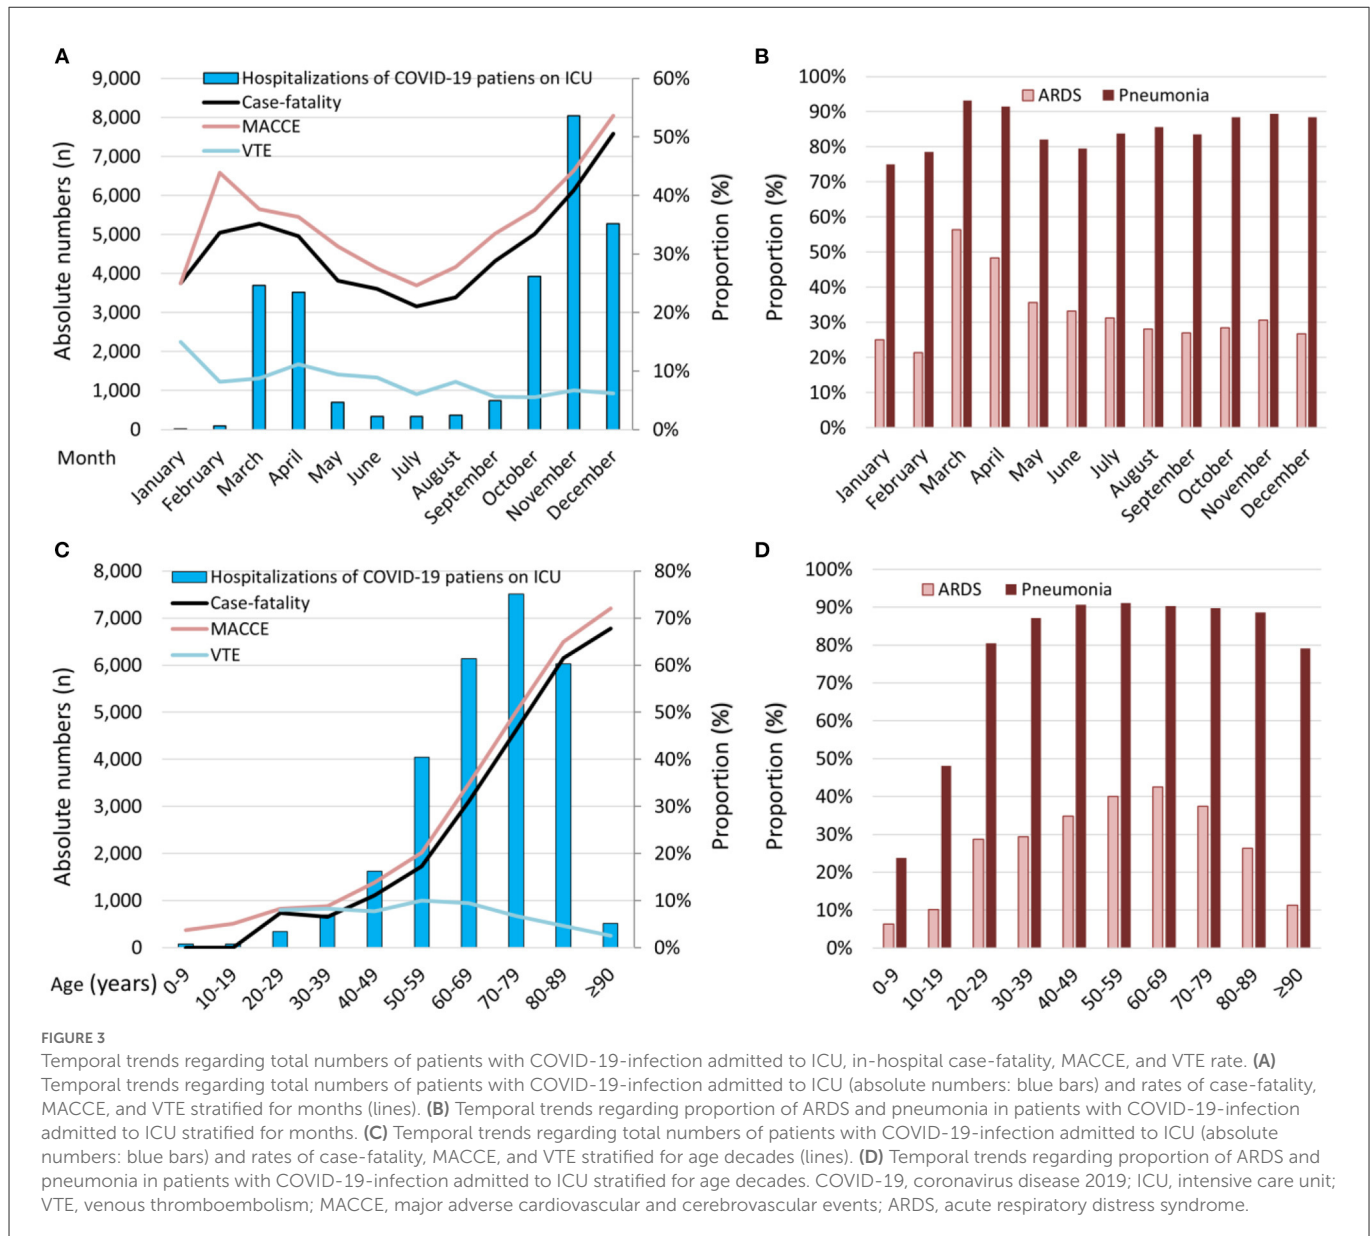 A
9,000
8,000
7,000
6,000
5,000
4,000
3,000
2,000
1,000
0
Absolute numbers (n)
Hospitalizations of COVID-19 patiens on ICU
Case-fatality
MACCE
VTE
60%
50%
40%
30%
20%
10%
0%
Proportion (%)
Month
January
February
March
April
May
June
July
August
September
October
November
December
B
100%
90%
80%
70%
60%
50%
40%
30%
20%
10%
0%
Proportion (%)
ARDS
Pneumonia
January
February
March
April
May
June
July
August
September
October
November
December
C
8,000
7,000
6,000
5,000
4,000
3,000
2,000
1,000
0
Absolute numbers (n)
Hospitalizations of COVID-19 patiens on ICU
Case-fatality
MACCE
VTE
80%
70%
60%
50%
40%
30%
20%
10%
0%
Proportion (%)
Age (years)
0-9
10-19
20-29
30-39
40-49
50-59
60-69
70-79
80-89
≥90
D
100%
90%
80%
70%
60%
50%
40%
30%
20%
10%
0%
Proportion (%)
ARDS
Pneumonia
0-9
10-19
20-29
30-39
40-49
50-59
60-69
70-79
80-89
≥90
FIGURE 3
Temporal trends regarding total numbers of patients with COVID-19-infection admitted to ICU, in-hospital case-fatality, MACCE, and VTE rate. (A)
Temporal trends regarding total numbers of patients with COVID-19-infection admitted to ICU (absolute numbers: blue bars) and rates of case-fatality,
MACCE, and VTE stratified for months (lines). (B) Temporal trends regarding proportion of ARDS and pneumonia in patients with COVID-19-infection
admitted to ICU stratified for months. (C) Temporal trends regarding total numbers of patients with COVID-19-infection admitted to ICU (absolute
numbers: blue bars) and rates of case-fatality, MACCE, and VTE stratified for age decades (lines). (D) Temporal trends regarding proportion of ARDS and
pneumonia in patients with COVID-19-infection admitted to ICU stratified for age decades. COVID-19, coronavirus disease 2019; ICU, intensive care unit;
VTE, venous thromboembolism; MACCE, major adverse cardiovascular and cerebrovascular events; ARDS, acute respiratory distress syndrome.